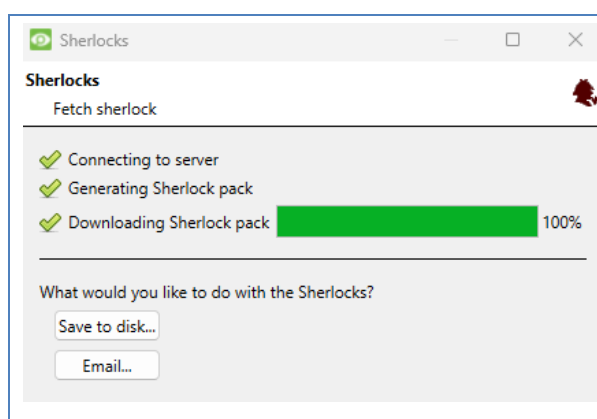 Sherlocks
Sherlocks
Fetch sherlock
Connecting to server
Generating Sherlock pack
Downloading Sherlock pack 100%
What would you like to do with the Sherlocks?
Save to disk...
Email...